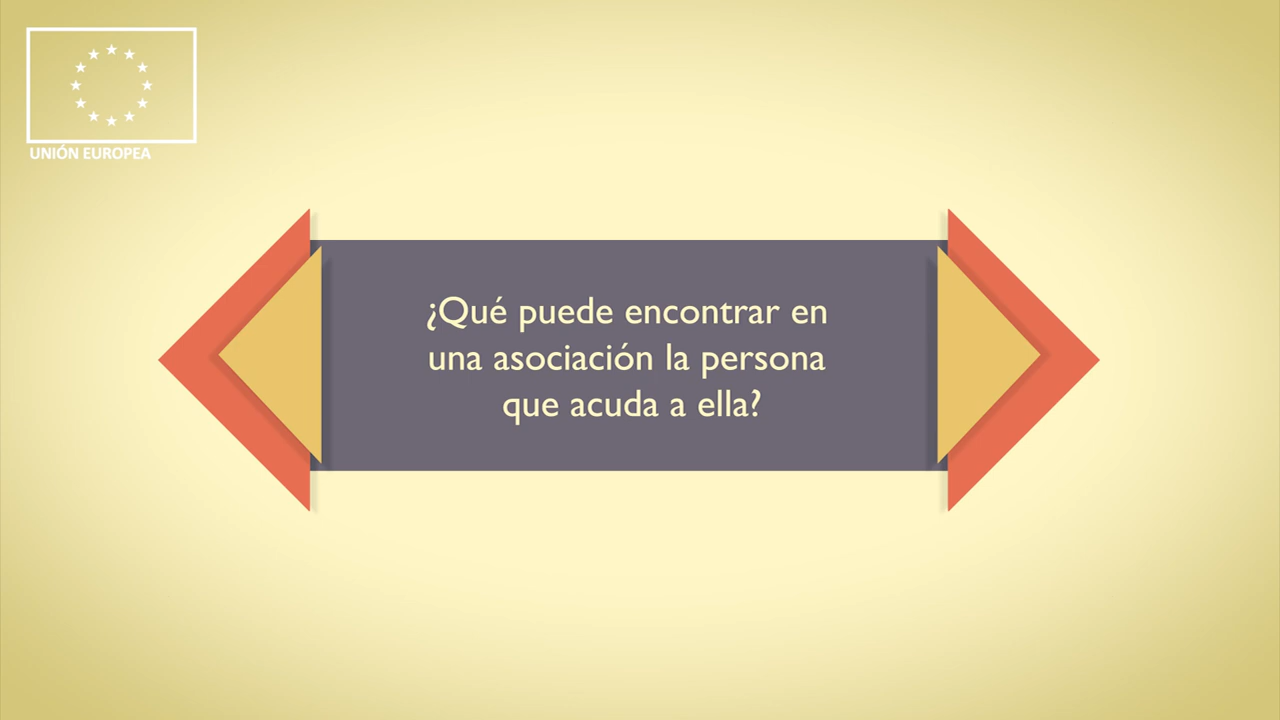 UNIÓN EUROPEA
¿Qué puede encontrar en
una asociación la persona
que acuda a ella?